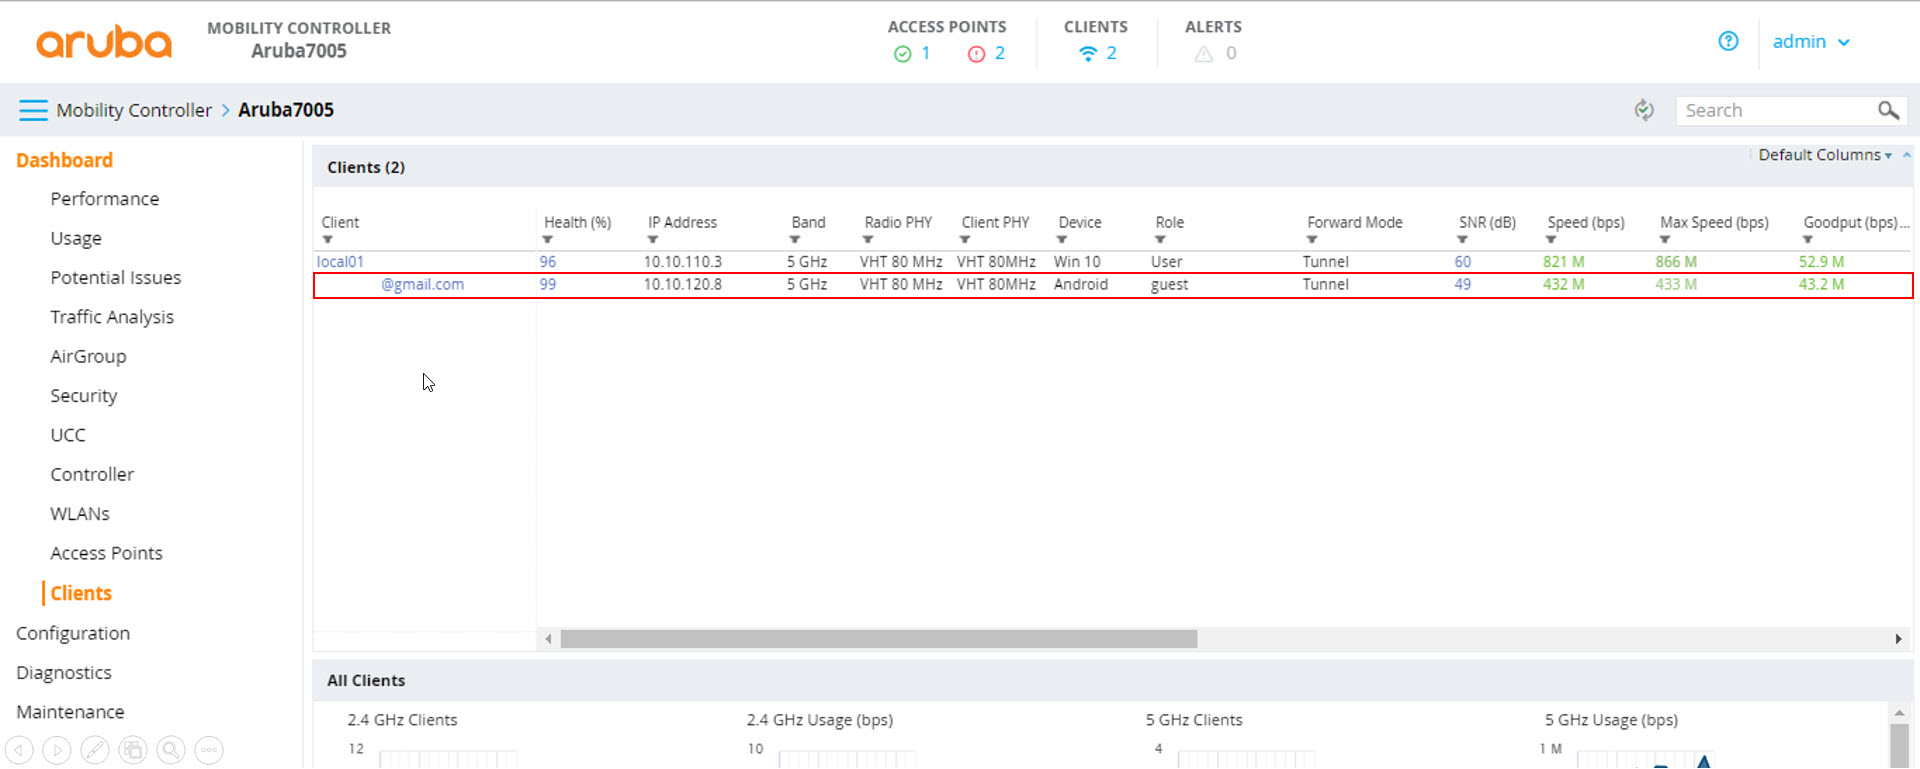 aruba
MOBILITY CONTROLLER
Aruba7005
ACCESS POINTS
1 2
CLIENTS
2
ALERTS
0
admin
Mobility Controller > Aruba7005
Search
Dashboard
Performance
Usage
Potential Issues
Traffic Analysis
AirGroup
Security
UCC
Controller
WLANs
Access Points
Clients
Configuration
Diagnostics
Maintenance
Clients (2)
Default Columns
Client Health (%) IP Address Band Radio PHY Client PHY Device Role Forward Mode SNR (dB) Speed (bps) Max Speed (bps) Goodput (bps)...
local01 96 10.10.110.3 5 GHz VHT 80 MHz VHT 80MHz Win 10 User Tunnel 60 821 M 866 M 52.9 M
@gmail.com 99 10.10.120.8 5 GHz VHT 80 MHz VHT 80MHz Android guest Tunnel 49 432 M 433 M 43.2 M
All Clients
2.4 GHz Clients 2.4 GHz Usage (bps) 5 GHz Clients 5 GHz Usage (bps)
12 10 4 1 M